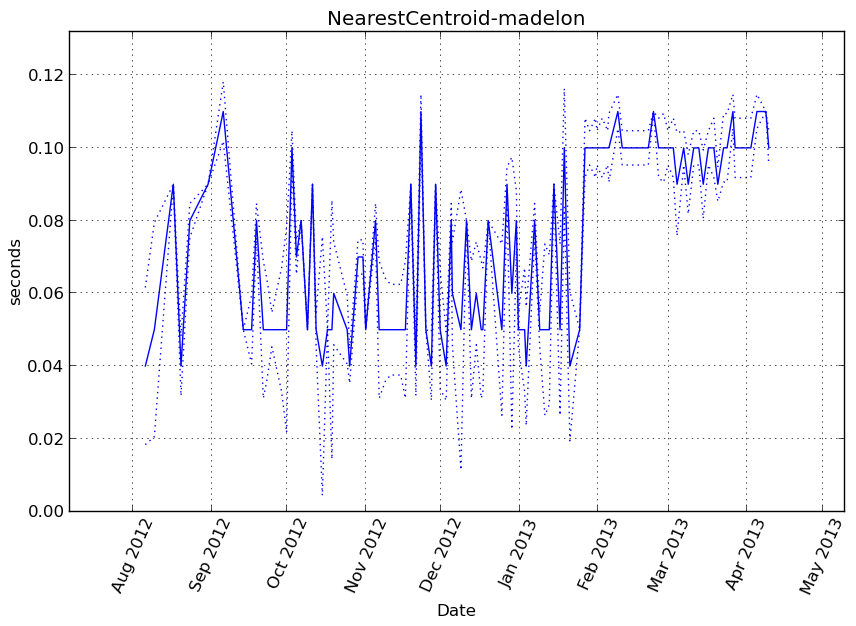 NearestCentroid-madelon
0.12
0.10
0.08
0.06
0.04
0.02
0.00
seconds
Aug 2012
Sep 2012
Oct 2012
Nov 2012
Dec 2012
Jan 2013
Feb 2013
Mar 2013
Apr 2013
May 2013
Date